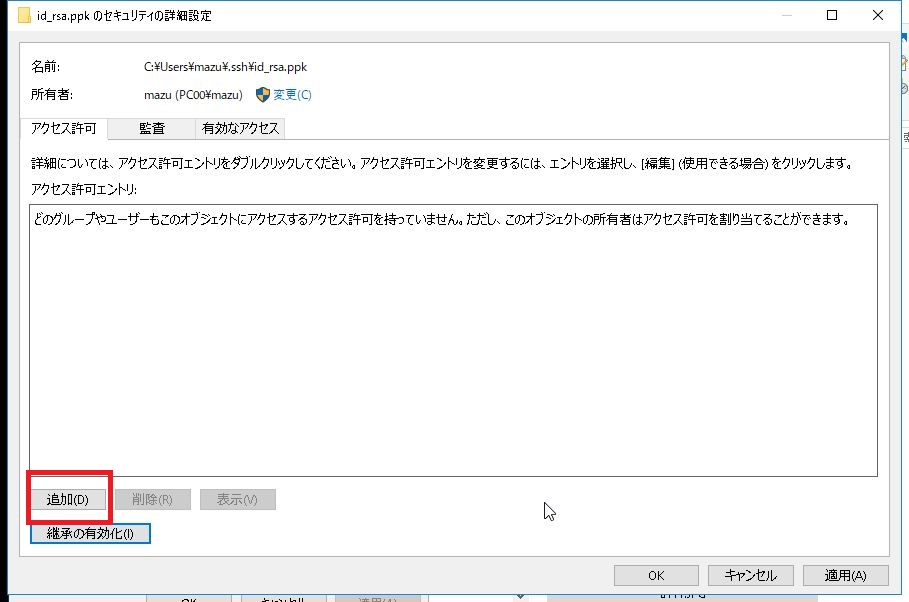 id_rsa.ppk のセキュリティの詳細設定
名前: C:¥Users¥mazu¥.ssh¥id_rsa.ppk
所有者: mazu (PC00¥mazu) 変更(C)
アクセス許可 監査 有効なアクセス
詳細については、アクセス許可エントリをダブルクリックしてください。アクセス許可エントリを変更するには、エントリを選択し、[編集] (使用できる場合) をクリックします。
アクセス許可エントリ:
どのグループやユーザーもこのオブジェクトにアクセスするアクセス許可を持っていません。ただし、このオブジェクトの所有者はアクセス許可を割り当てることができます。
追加(D) 削除(R) 表示(V)
継承の有効化(I)
OK キャンセル 適用(A)
OK キャンセル 適用(A)